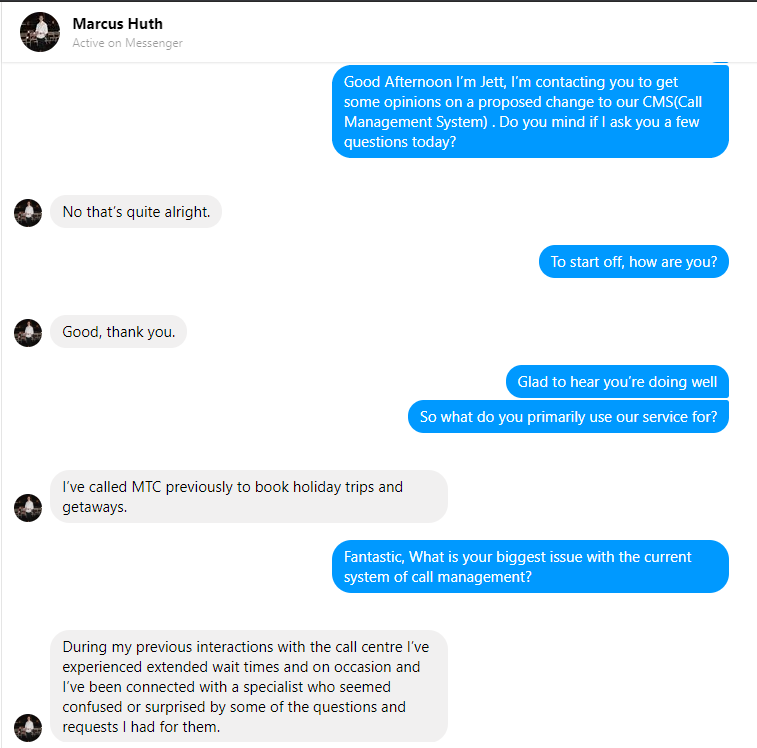 Marcus Huth
Active on Messenger
Good Afternoon I'm Jett, I'm contacting you to get
some opinions on a proposed change to our CMS(Call
Management System) . Do you mind if I ask you a few
questions today?
No that's quite alright.
To start off, how are you?
Good, thank you.
Glad to hear you're doing well
So what do you primarily use our service for?
I've called MTC previously to book holiday trips and
getaways.
Fantastic, What is your biggest issue with the current
system of call management?
During my previous interactions with the call centre I've
experienced extended wait times and on occasion and
I've been connected with a specialist who seemed
confused or surprised by some of the questions and
requests I had for them.